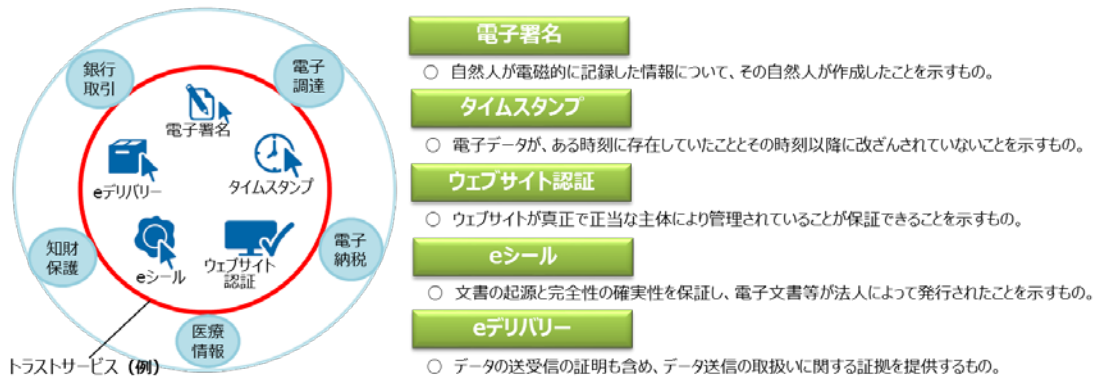 銀行
取引
電子
調達
電子署名
eデリバリー
タイムスタンプ
知財
保護
eシール
ウェブサイト
認証
電子
納税
医療
情報
トラストサービス（例）
電子署名
○ 自然人が電磁的に記録した情報について、その自然人が作成したことを示すもの。
タイムスタンプ
○ 電子データが、ある時刻に存在していたこととその時刻以降に改ざんされていないことを示すもの。
ウェブサイト認証
○ ウェブサイトが真正で正当な主体により管理されていることが保証できることを示すもの。
eシール
○ 文書の起源と完全性の確実性を保証し、電子文書等が法人によって発行されたことを示すもの。
eデリバリー
○ データの送受信の証明も含め、データ送信の取扱いに関する証拠を提供するもの。